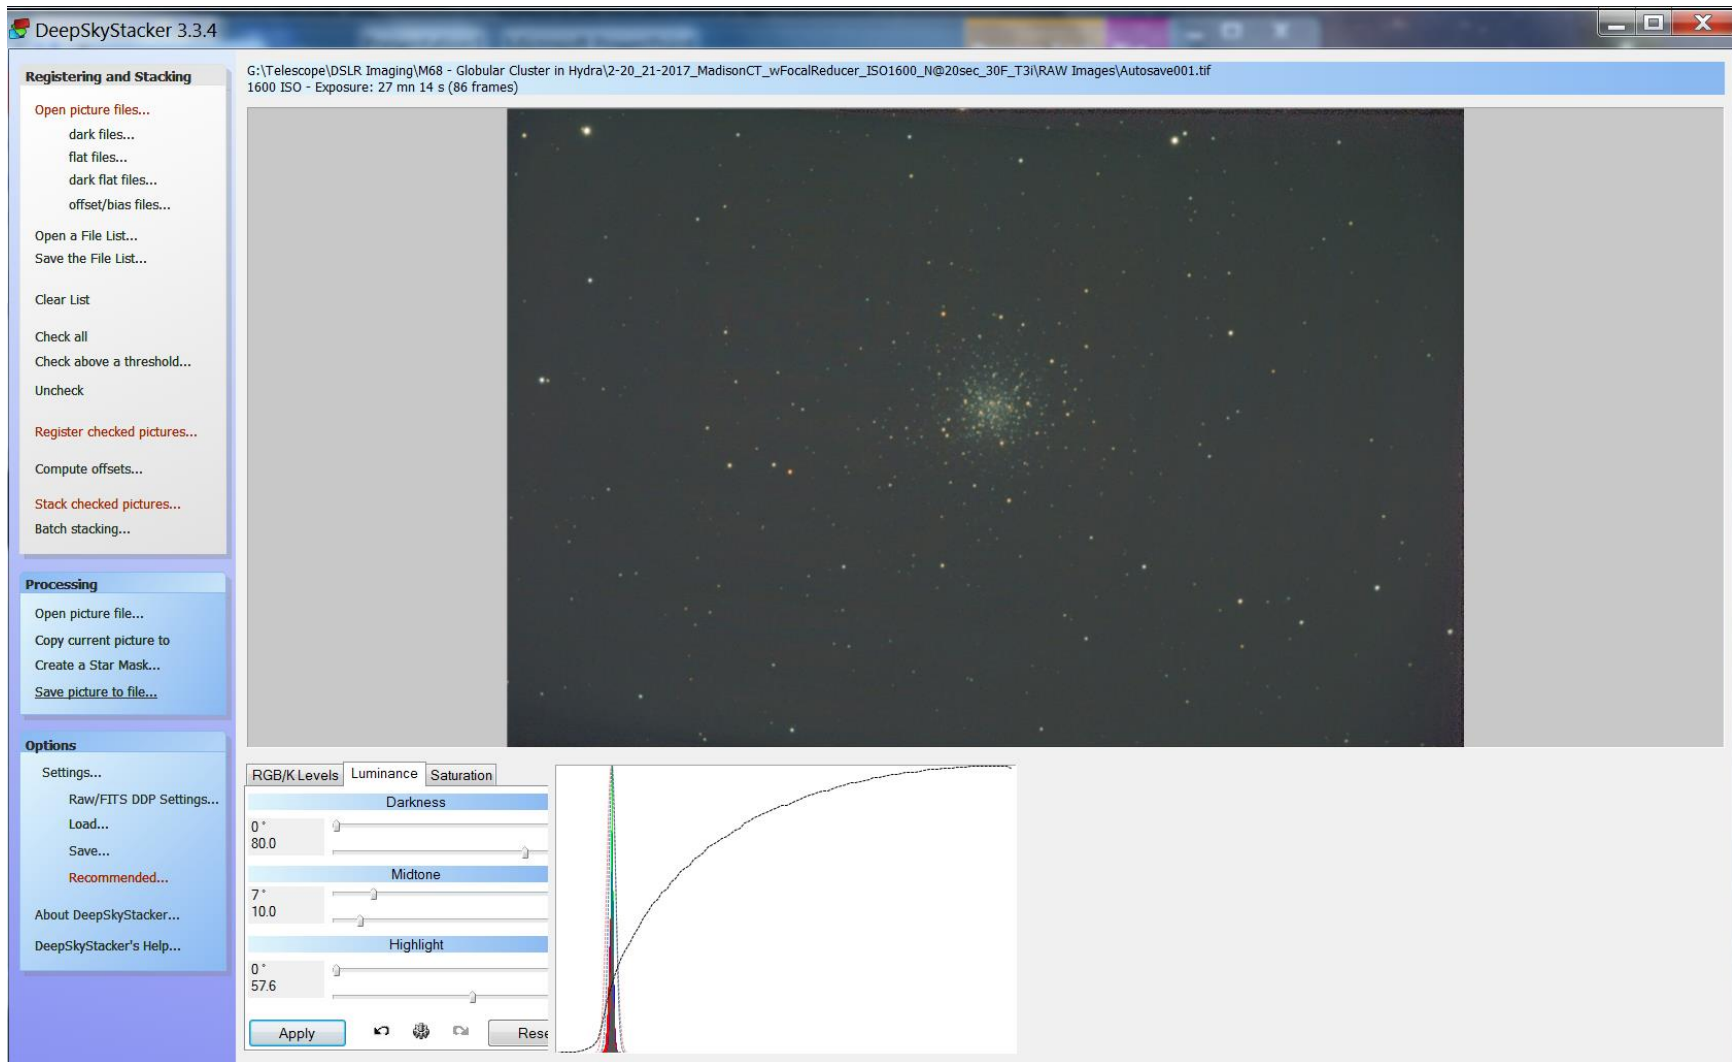 DeepSkyStacker 3.3.4
Registering and Stacking
Open picture files...
dark files...
flat files...
dark flat files...
offset/bias files...
Open a File List...
Save the File List...
Clear List
Check all
Check above a threshold...
Uncheck
Register checked pictures...
Compute offsets...
Stack checked pictures...
Batch stacking...
Processing
Open picture file...
Copy current picture to
Create a Star Mask...
Save picture to file...
Options
Settings...
Raw/FITS DDP Settings...
Load...
Save...
Recommended...
About DeepSkyStacker...
DeepSkyStacker's Help...
G:\Telescope\DSLR Imaging\M68 - Globular Cluster in Hydra\2-20_21-2017_MadisonCT_wFocalReducer_ISO1600_N@20sec_30F_T3i\RAW Images\Autosave001.tif
1600 ISO - Exposure: 27 mn 14 s (86 frames)
RGB/K Levels Luminance Saturation
Darkness
0 °
80.0
Midtone
7 °
10.0
Highlight
0 °
57.6
Apply Rese